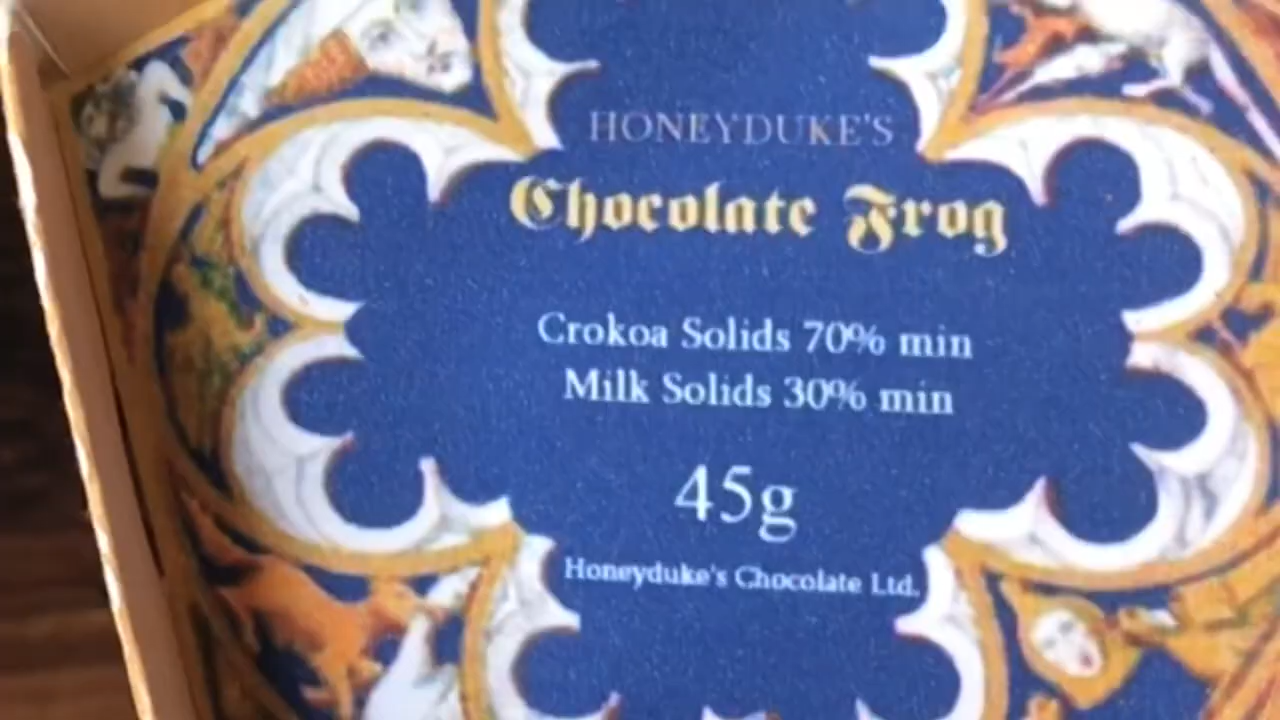 HONEYDUKE'S
Chocolate Frog
Crokoa Solids 70% min
Milk Solids 30% min
45g
Honeyduke's Chocolate Ltd.